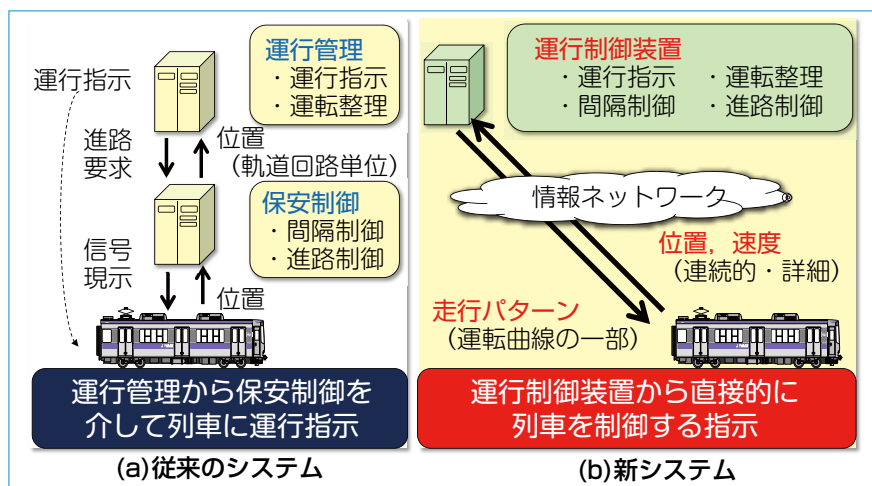 運行管理
・運行指示
・運転整理
運行指示
進路
要求
位置
(軌道回路単位)
保安制御
・間隔制御
・進路制御
信号
現示
位置
運行管理から保安制御を
介して列車に運行指示
(a)従来のシステム
運行制御装置
・運行指示 ・運転整理
・間隔制御 ・進路制御
情報ネットワーク
位置，速度
(連続的・詳細)
走行パターン
(運転曲線の一部)
運行制御装置から直接的に
列車を制御する指示
(b)新システム